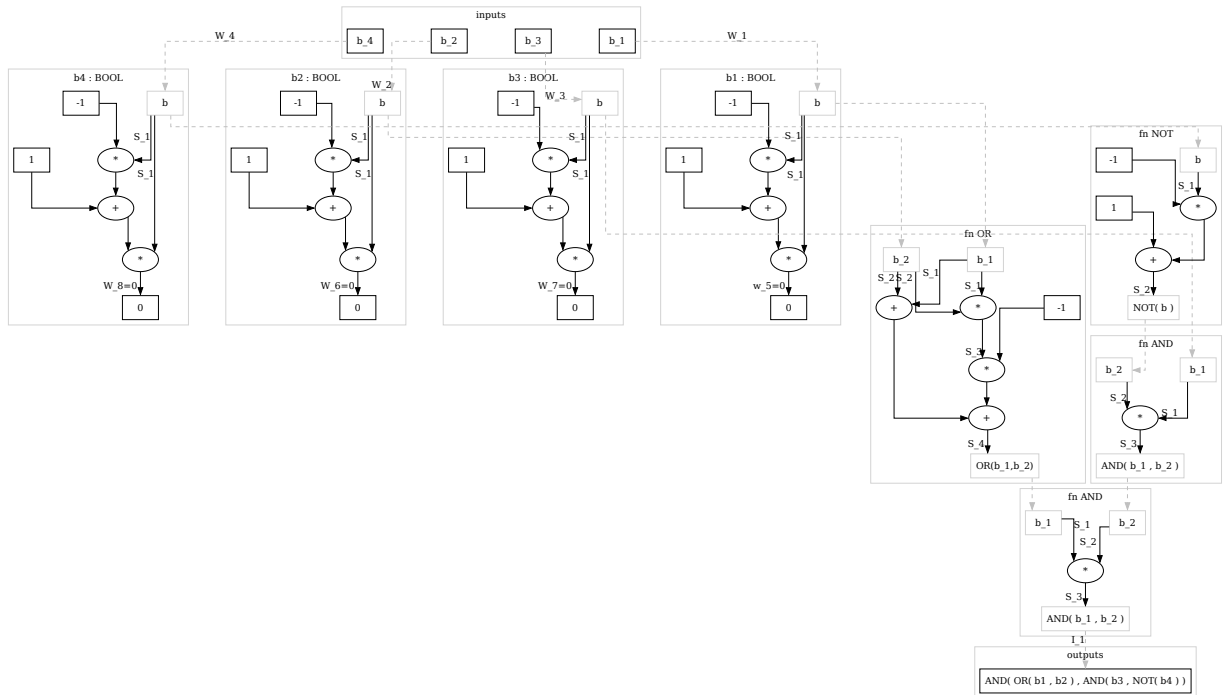 inputs
b_4
b_2
b_3
b_1
W_4
W_1
b4 : BOOL
b2 : BOOL
b3 : BOOL
b1 : BOOL
W_2
W_3
-1
b
-1
b
-1
b
-1
b
S_1
S_1
S_1
S_1
fn NOT
1
*
1
*
1
*
1
*
-1
b
S_1
S_1
S_1
S_1
S_1
+
+
+
+
1
*
fn OR
*
*
*
*
b_2
b_1
+
S_2
S_2
S_1
S_1
W_8=0
W_6=0
W_7=0
w_5=0
S_2
0
0
0
0
+
*
-1
NOT( b )
fn AND
S_3
*
b_2
b_1
S_2
S_1
+
*
S_4
S_3
OR(b_1,b_2)
AND( b_1 , b_2 )
fn AND
b_1
b_2
S_1
S_2
*
S_3
AND( b_1 , b_2 )
I_1
outputs
AND( OR( b1 , b2 ) , AND( b3 , NOT( b4 ) ) )